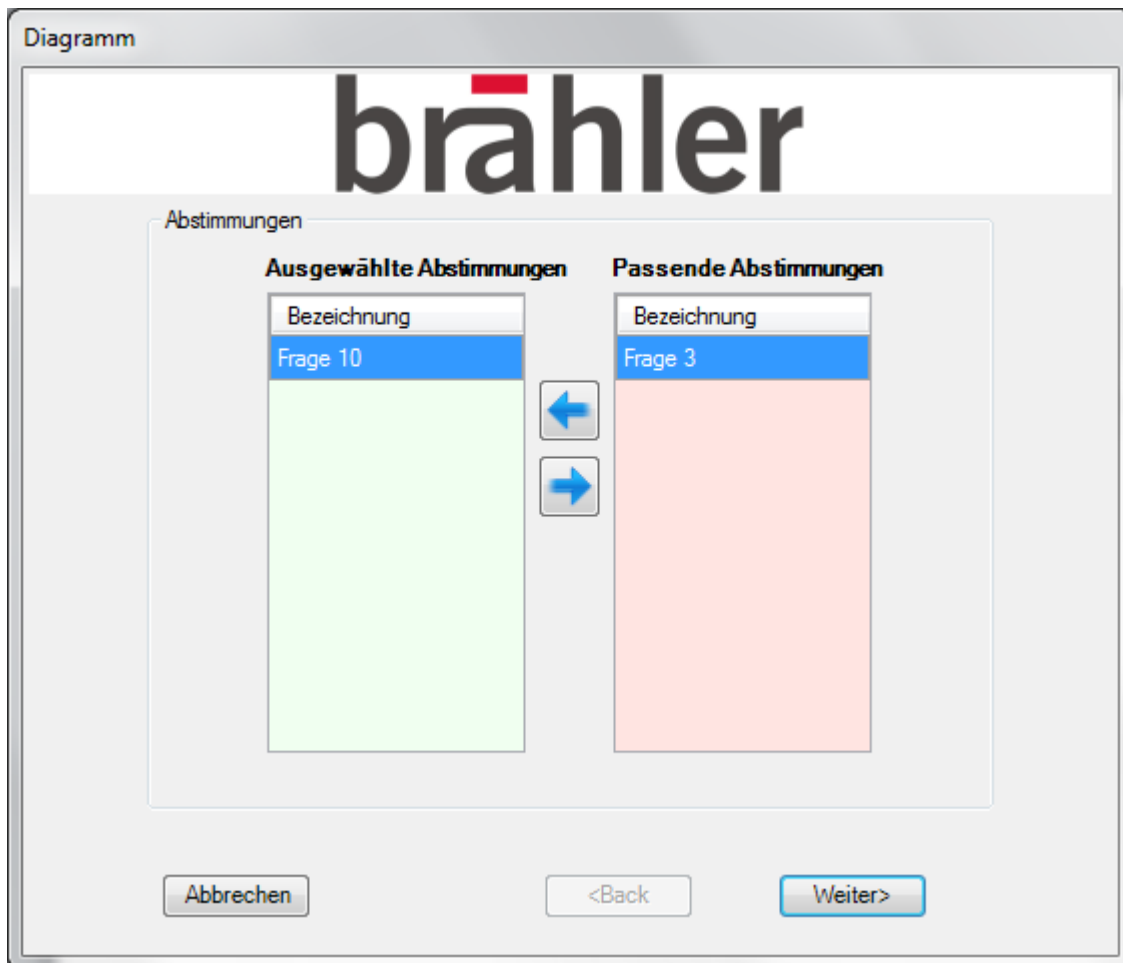 Diagramm
brähler
Abstimmungen
Ausgewählte Abstimmungen Passende Abstimmungen
Bezeichnung Bezeichnung
Frage 10 Frage 3
Abbrechen <Back Weiter>